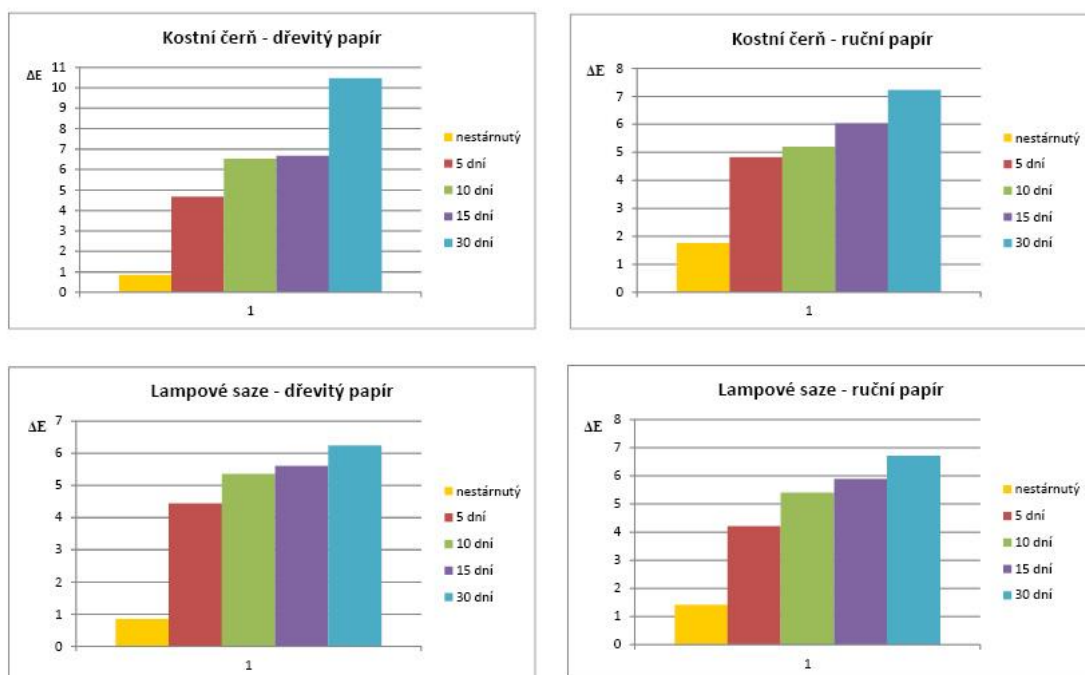 Kostní čerň - dřevitý papír
ΔE
11
10
9
8
7
6
5
4
3
2
1
0
1
nestárnutý
5 dní
10 dní
15 dní
30 dní
Kostní čerň - ruční papír
ΔE
8
7
6
5
4
3
2
1
0
1
nestárnutý
5 dní
10 dní
15 dní
30 dní
Lampové saze - dřevitý papír
ΔE
7
6
5
4
3
2
1
0
1
nestárnutý
5 dní
10 dní
15 dní
30 dní
Lampové saze - ruční papír
ΔE
8
7
6
5
4
3
2
1
0
1
nestárnutý
5 dní
10 dní
15 dní
30 dní